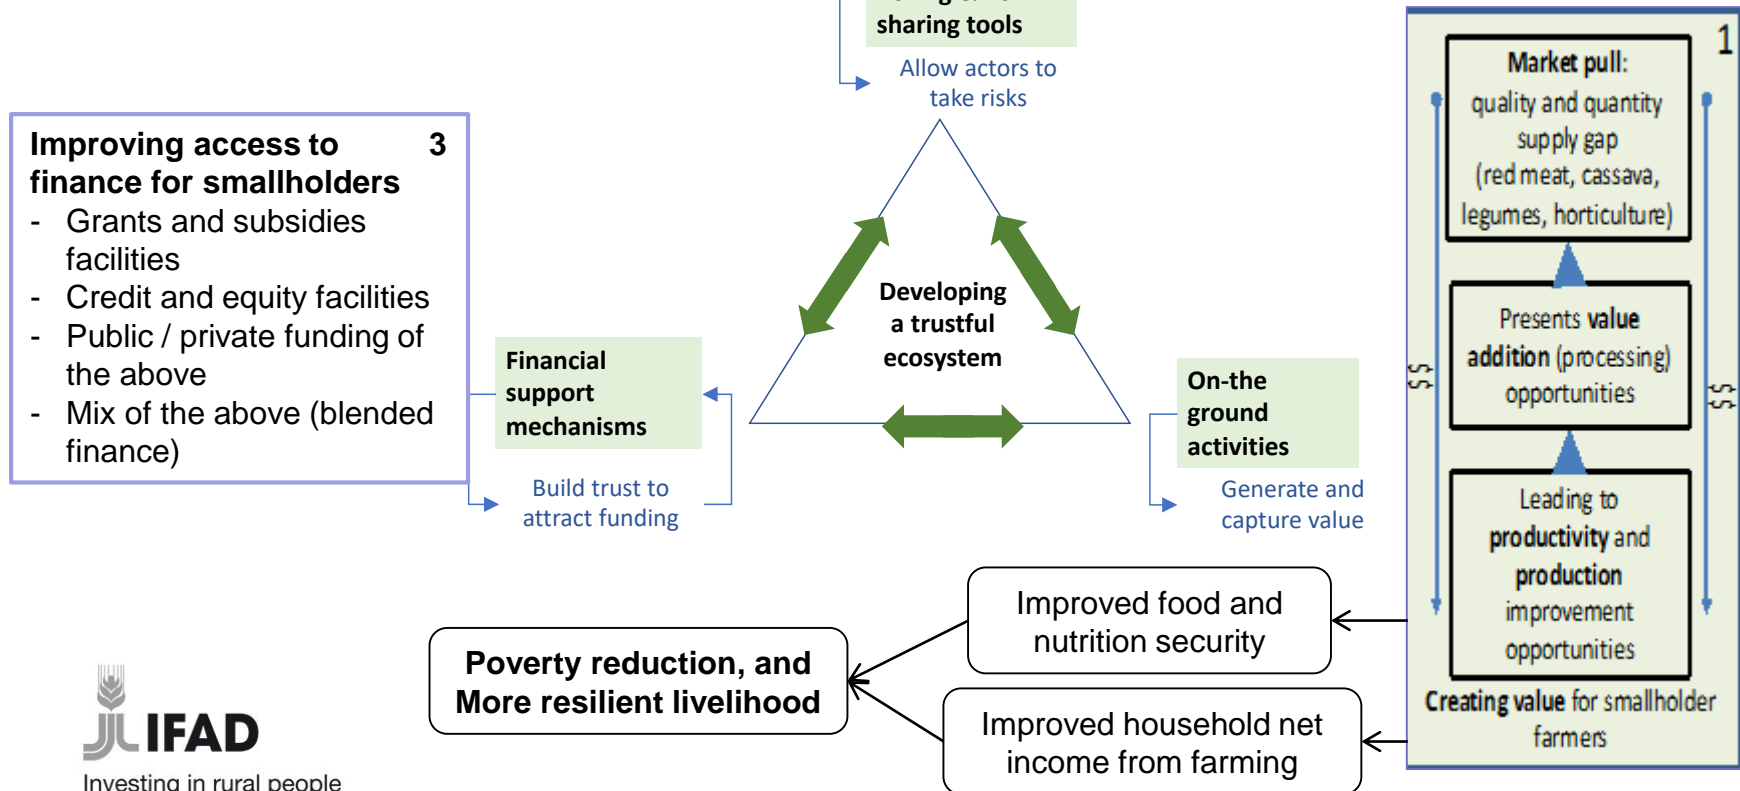 sharing tools
Allow actors to
take risks
Improving access to 3
finance for smallholders
- Grants and subsidies
facilities
- Credit and equity facilities
- Public / private funding of
the above
- Mix of the above (blended
finance)
Financial
support
mechanisms
Build trust to
attract funding
Developing
a trustful
ecosystem
On-the
ground
activities
Generate and
capture value
1
Market pull:
quality and quantity
supply gap
(red meat, cassava,
legumes, horticulture)
Presents value
addition (processing)
opportunities
$$
$$
Leading to
productivity and
production
improvement
opportunities
Creating value for smallholder
farmers
Improved food and
nutrition security
Improved household net
income from farming
Poverty reduction, and
More resilient livelihood
IFAD
Investing in rural people